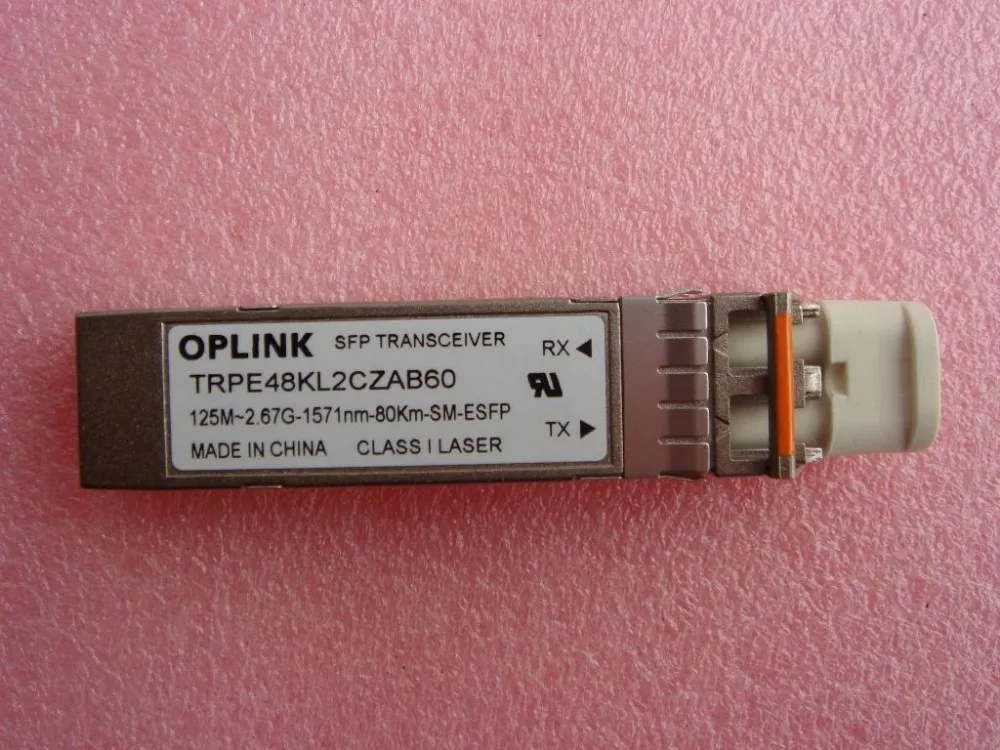 OPLINK SFP TRANSCEIVER
RX ◀
TRPE48KL2CZAB60
125M~2.67G-1571nm-80Km-SM-ESFP
TX ▶
MADE IN CHINA CLASS I LASER